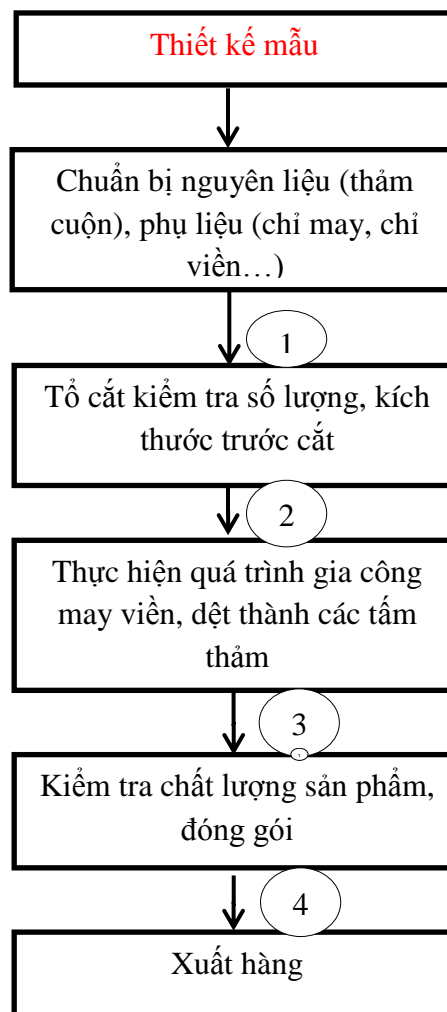 Thiết kế mẫu
Chuẩn bị nguyên liệu (thảm
cuộn), phụ liệu (chỉ may, chỉ
viền…)
1
Tổ cắt kiểm tra số lượng, kích
thước trước cắt
2
Thực hiện quá trình gia công
may viền, dệt thành các tấm
thảm
3
Kiểm tra chất lượng sản phẩm,
đóng gói
4
Xuất hàng